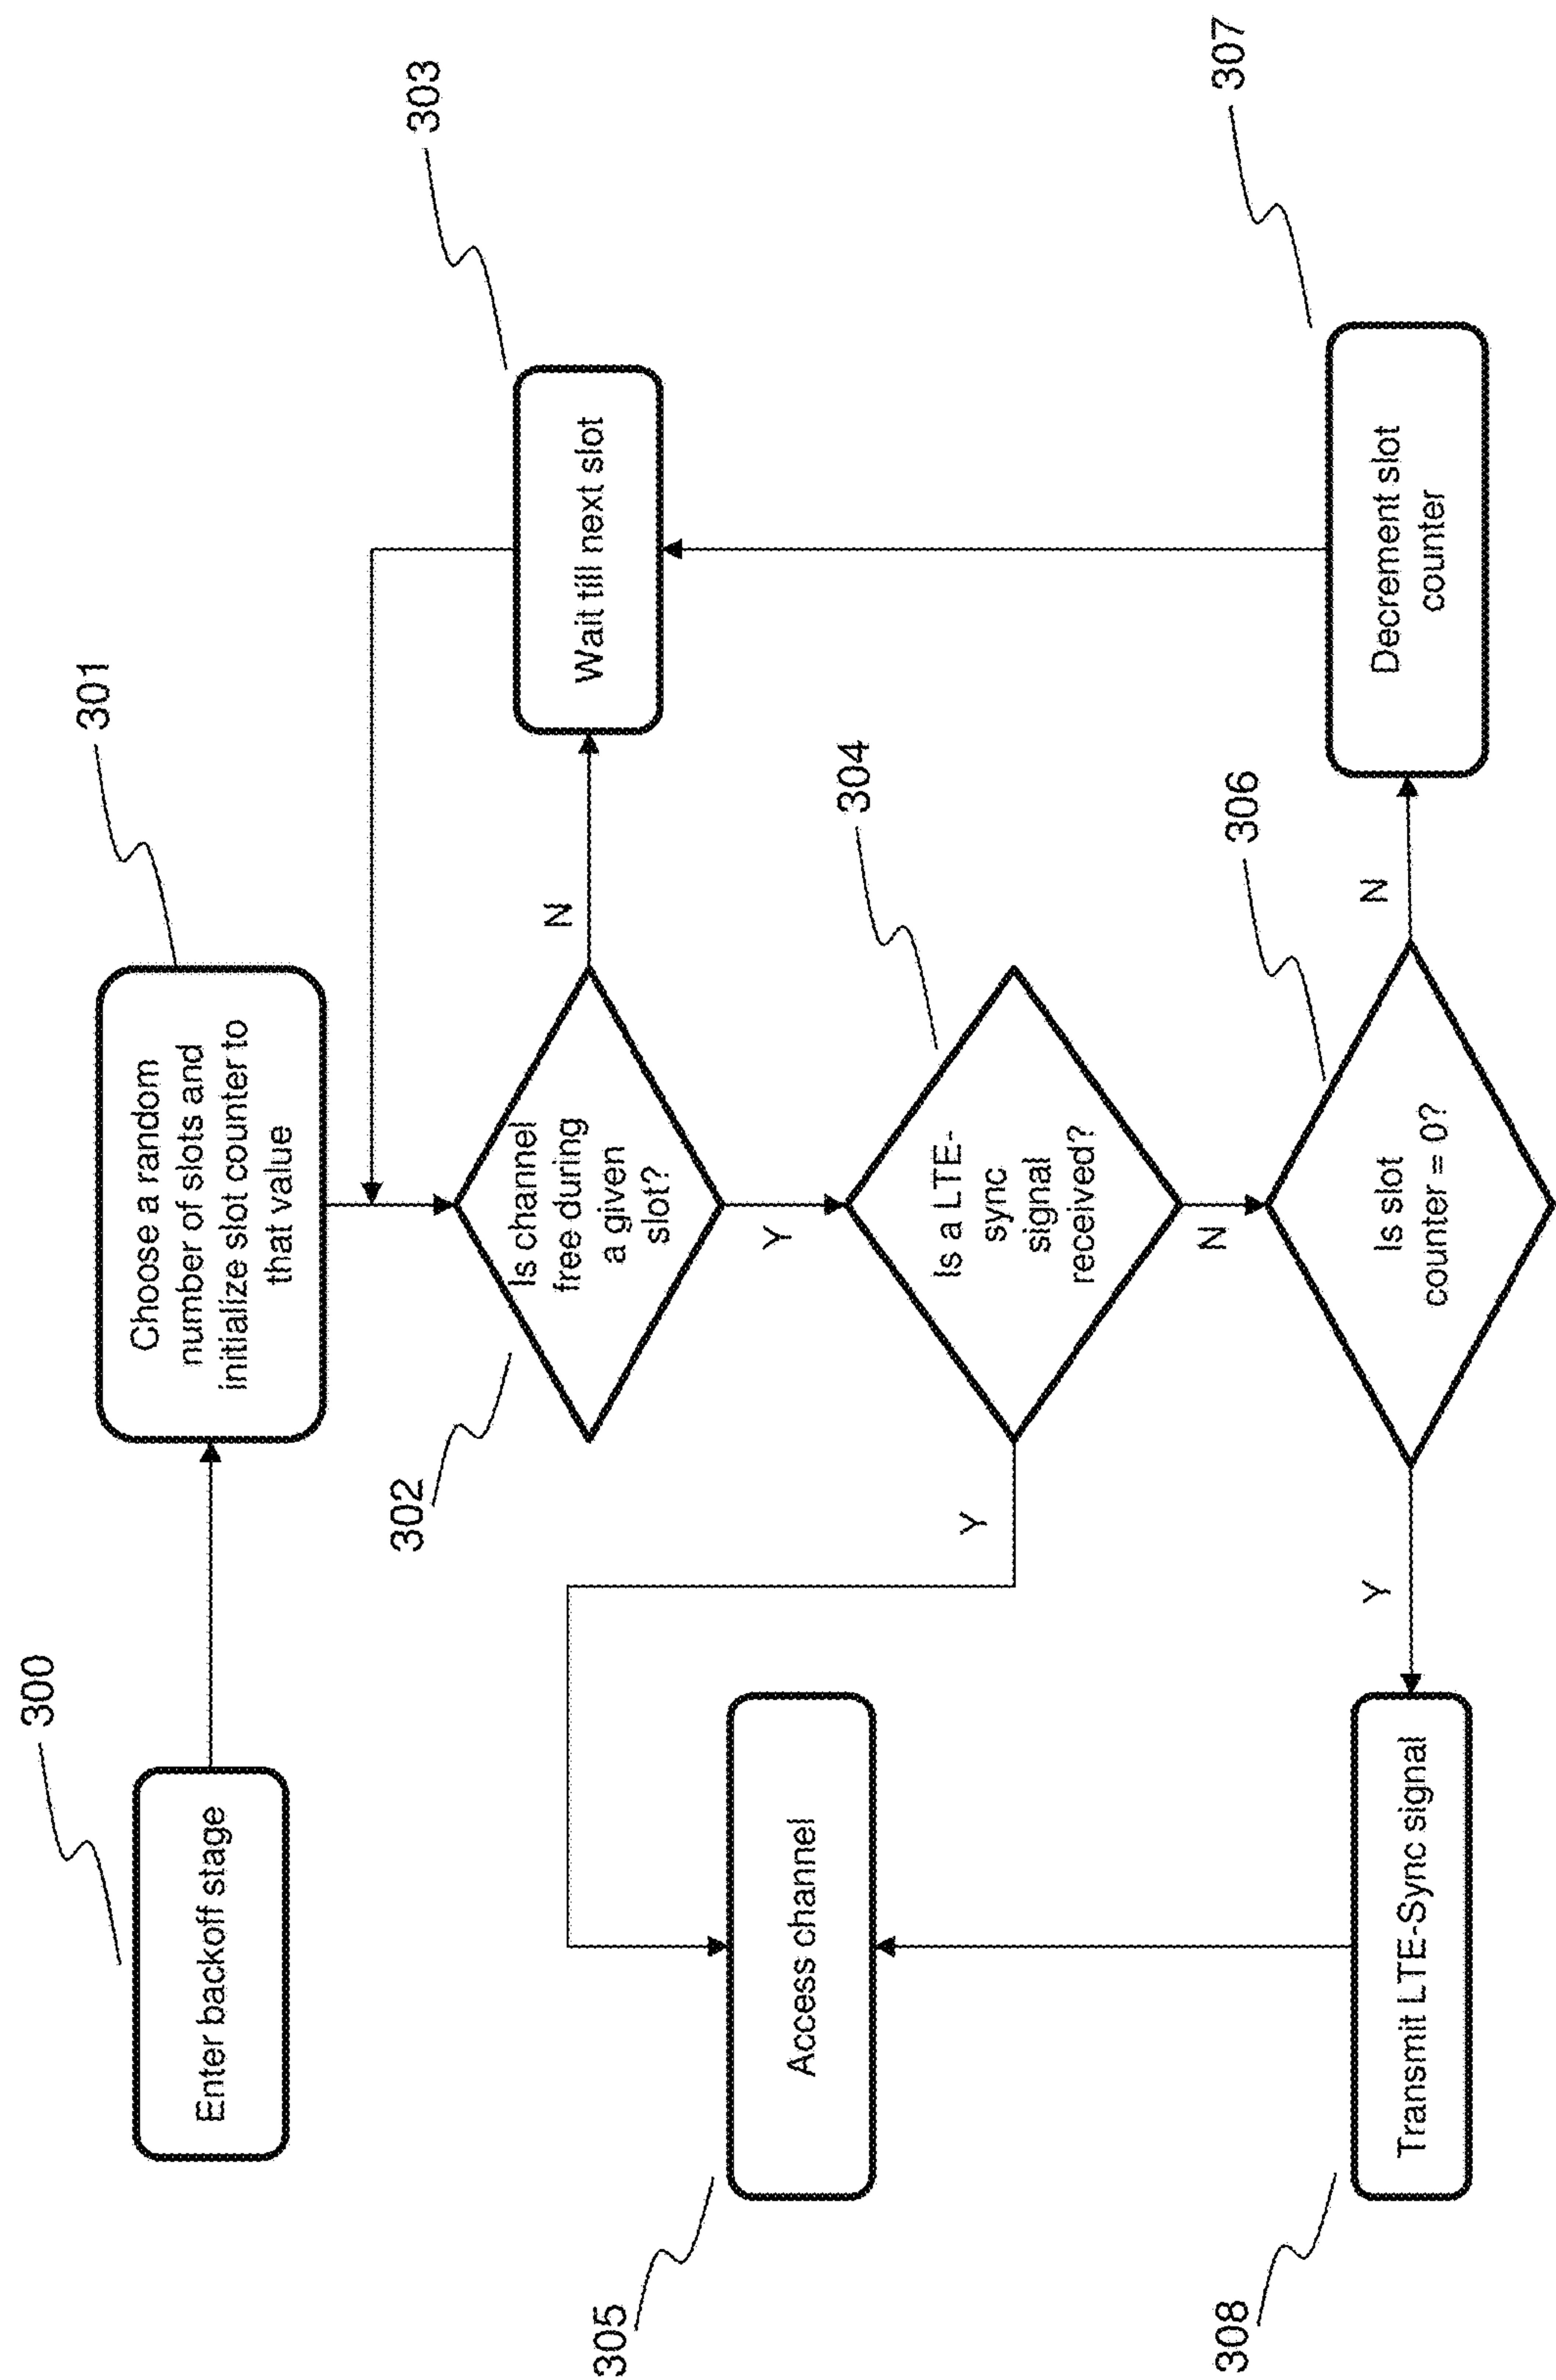 300
Enter backoff stage
301
Choose a random
number of slots and
initialize slot counter to
that value
302
Is channel
free during
a given
slot?
N
303
Wait till next slot
Y
304
Is a LTE-
sync
signal
received?
Y
305
Access channel
N
306
Is slot
counter = 0?
N
307
Decrement slot
counter
Y
308
Transmit LTE-Sync signal